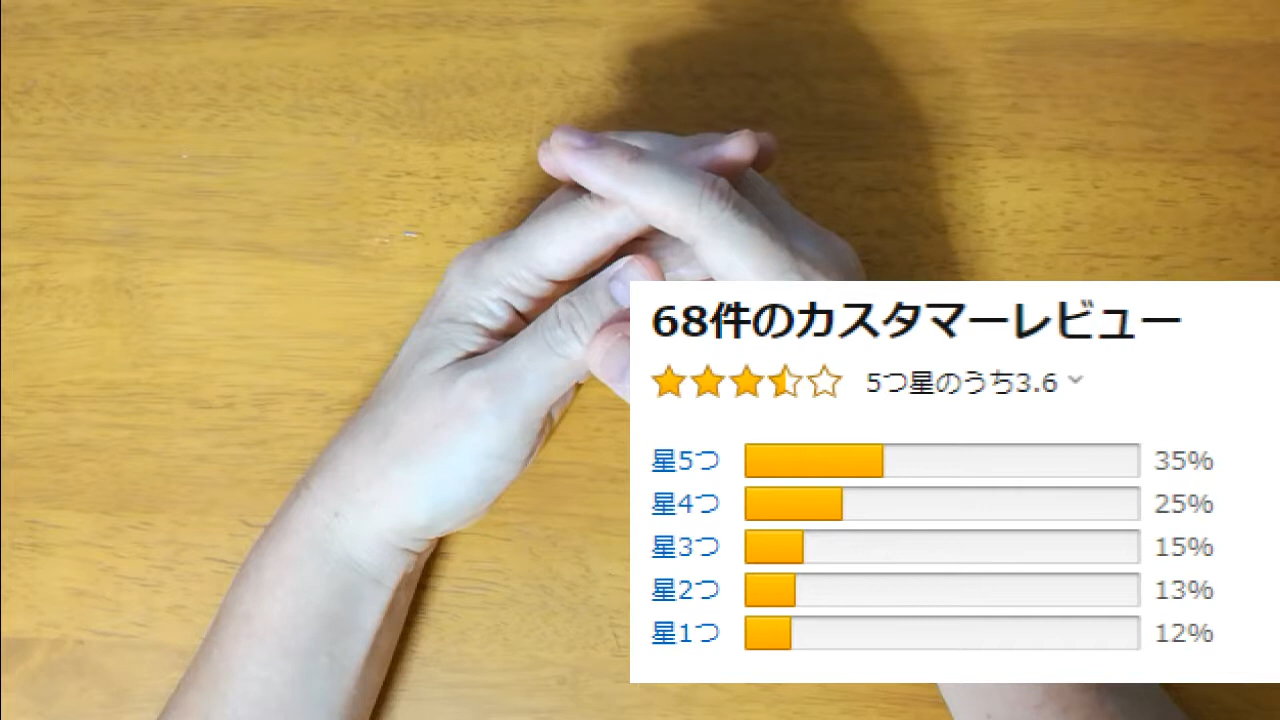 68件のカスタマーレビュー
5つ星のうち3.6
星5つ 35%
星4つ 25%
星3つ 15%
星2つ 13%
星1つ 12%